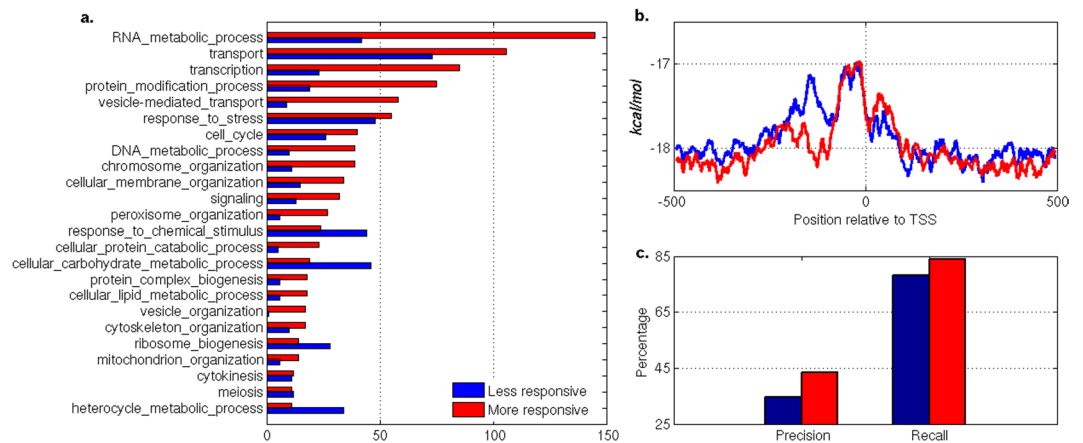 a.
RNA_metabolic_process
transport
transcription
protein_modification_process
vesicle-mediated_transport
response_to_stress
cell_cycle
DNA_metabolic_process
chromosome_organization
cellular_membrane_organization
signaling
peroxisome_organization
response_to_chemical_stimulus
cellular_protein_catabolic_process
cellular_carbohydrate_metabolic_process
protein_complex_biogenesis
cellular_lipid_metabolic_process
vesicle_organization
cytoskeleton_organization
ribosome_biogenesis
mitochondrion_organization
cytokinesis
meiosis
heterocycle_metabolic_process
Less responsive
More responsive
0 50 100 150
b.
kcal/mol
-17
-18
-500 0 500
Position relative to TSS
c.
Percentage
85
65
45
25
Precision Recall